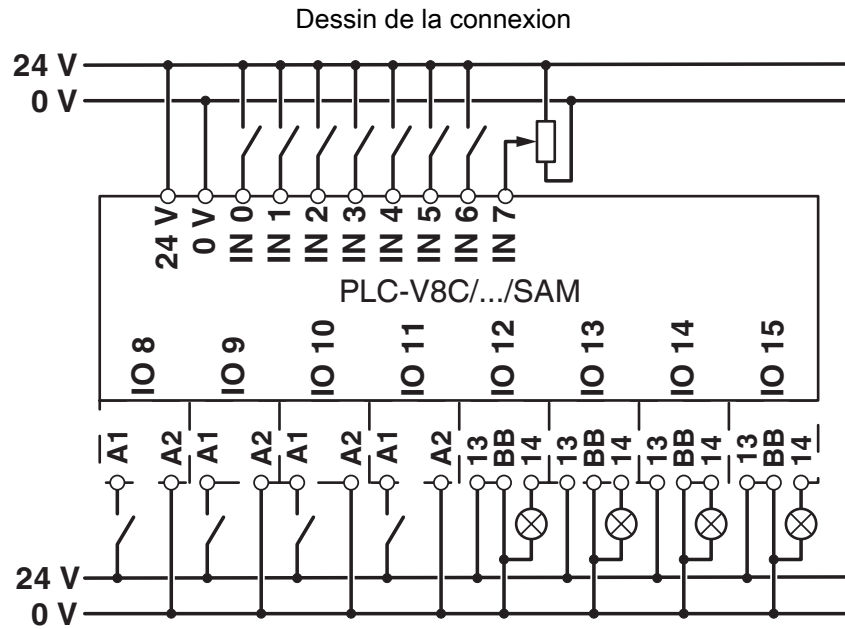 Dessin de la connexion
24 V
0 V
24 V 0 V IN 0 IN 1 IN 2 IN 3 IN 4 IN 5 IN 6 IN 7
PLC-V8C/.../SAM
IO 8 IO 9 IO 10 IO 11 IO 12 IO 13 IO 14 IO 15
A1 A2 A1 A2 A1 A2 A1 A2 13 BB 14 13 BB 14 13 BB 14 13 BB 14
24 V
0 V